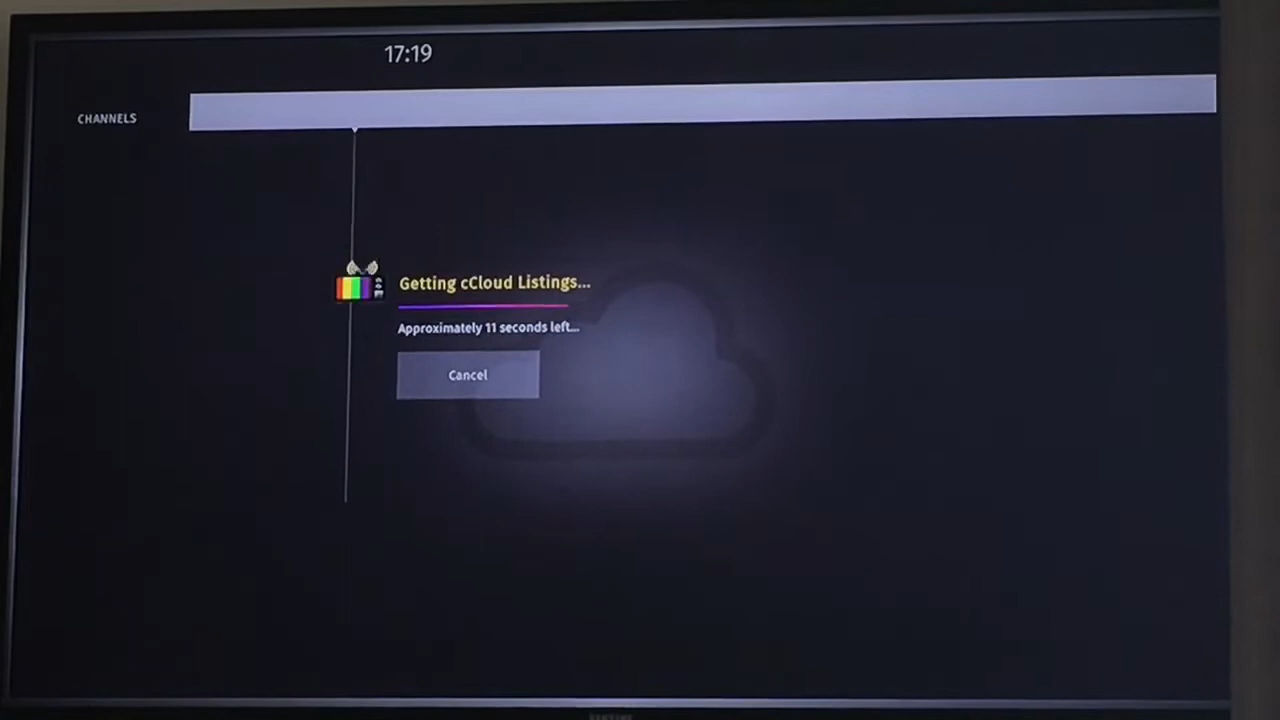 17:19
CHANNELS
Getting cCloud Listings...
Approximately 11 seconds left...
Cancel